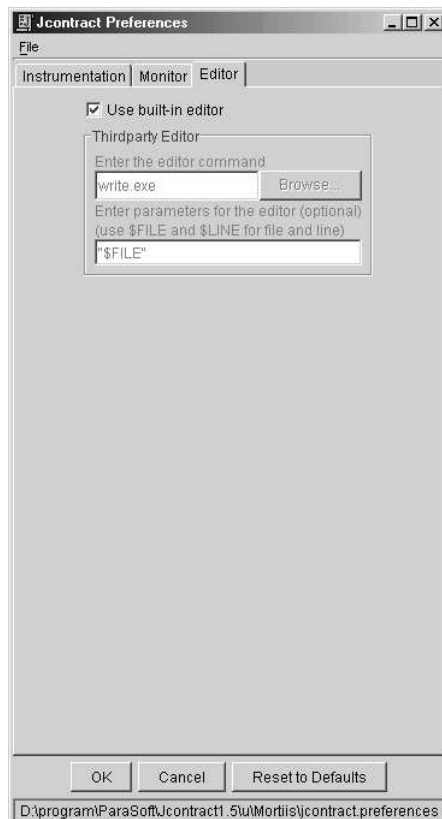 Jcontract Preferences
File
Instrumentation Monitor Editor
Use built-in editor
Thirdparty Editor
Enter the editor command
write.exe Browse...
Enter parameters for the editor (optional)
(use $FILE and $LINE for file and line)
"$FILE"
OK Cancel Reset to Defaults
D:\program\ParaSoft\Jcontract1.5\u\Mortiis\jcontract.preferences